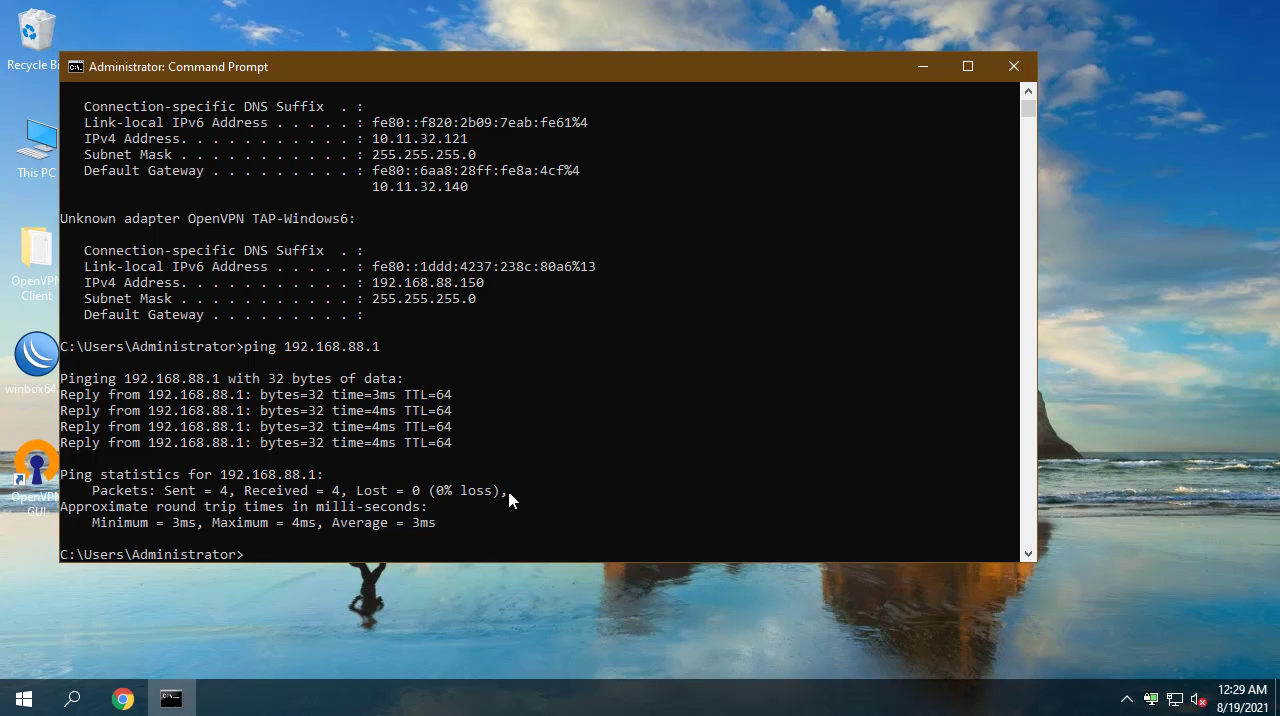 Recycle Bi
This PC
OpenVPN
Client
winbox64
OpenVPN
GUI
Administrator: Command Prompt
Connection-specific DNS Suffix  . :
Link-local IPv6 Address . . . . . : fe80::f820:2b09:7eab:fe61%4
IPv4 Address. . . . . . . . . . . : 10.11.32.121
Subnet Mask . . . . . . . . . . . : 255.255.255.0
Default Gateway . . . . . . . . . : fe80::6aa8:28ff:fe8a:4cf%4
10.11.32.140
Unknown adapter OpenVPN TAP-Windows6:
Connection-specific DNS Suffix  . :
Link-local IPv6 Address . . . . . : fe80::1ddd:4237:238c:80a6%13
IPv4 Address. . . . . . . . . . . : 192.168.88.150
Subnet Mask . . . . . . . . . . . : 255.255.255.0
Default Gateway . . . . . . . . . :
C:\Users\Administrator>ping 192.168.88.1
Pinging 192.168.88.1 with 32 bytes of data:
Reply from 192.168.88.1: bytes=32 time=3ms TTL=64
Reply from 192.168.88.1: bytes=32 time=4ms TTL=64
Reply from 192.168.88.1: bytes=32 time=4ms TTL=64
Reply from 192.168.88.1: bytes=32 time=4ms TTL=64
Ping statistics for 192.168.88.1:
Packets: Sent = 4, Received = 4, Lost = 0 (0% loss),
Approximate round trip times in milli-seconds:
Minimum = 3ms, Maximum = 4ms, Average = 3ms
C:\Users\Administrator>
12:29 AM
8/19/2021